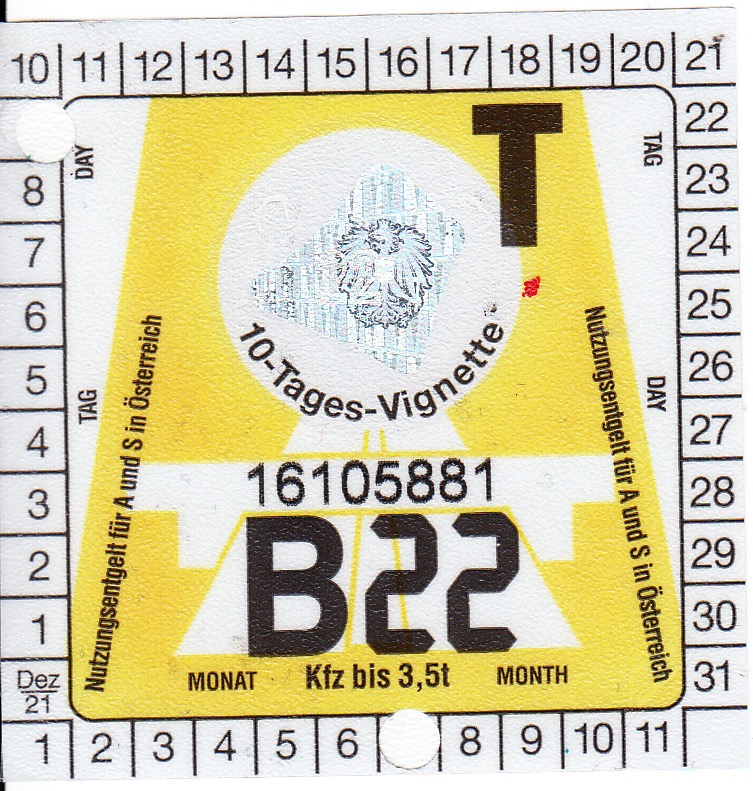 10 11 12 13 14 15 16 17 18 19 20 21
22
23
24
25
26
27
28
29
30
31
8
7
6
5
4
3
2
1
Dez
21
1 2 3 4 5 6 8 9 10 11
DAY
TAG
T
TAG
DAY
10-Tages-Vignette
Nutzungsentgelt für A und S in Österreich
Nutzungsentgelt für A und S in Österreich
16105881
B22
MONAT Kfz bis 3,5t MONTH